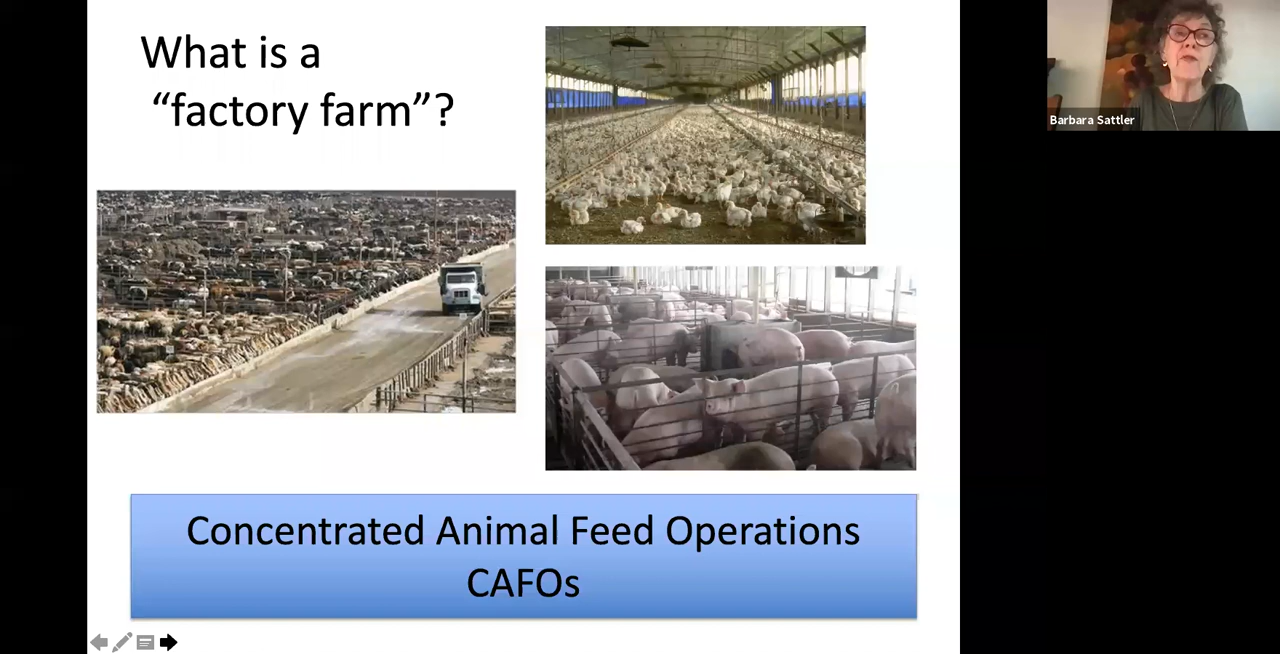 What is a
“factory farm”?
Barbara Sattler
Concentrated Animal Feed Operations
CAFOs